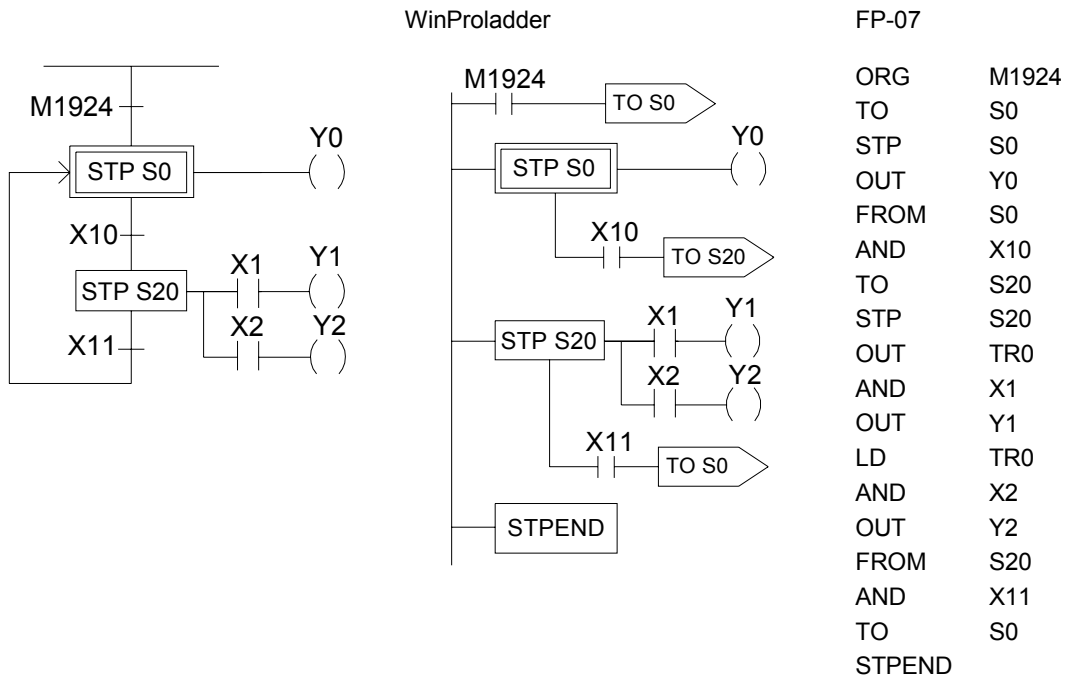 WinProladder
FP-07
M1924
STP S0
Y0
X10
STP S20
X1
Y1
X2
Y2
X11
M1924
TO S0
STP S0
Y0
X10
TO S20
STP S20
X1
Y1
X2
Y2
X11
TO S0
STPEND
ORG M1924
TO S0
STP S0
OUT Y0
FROM S0
AND X10
TO S20
STP S20
OUT TR0
AND X1
OUT Y1
LD TR0
AND X2
OUT Y2
FROM S20
AND X11
TO S0
STPEND